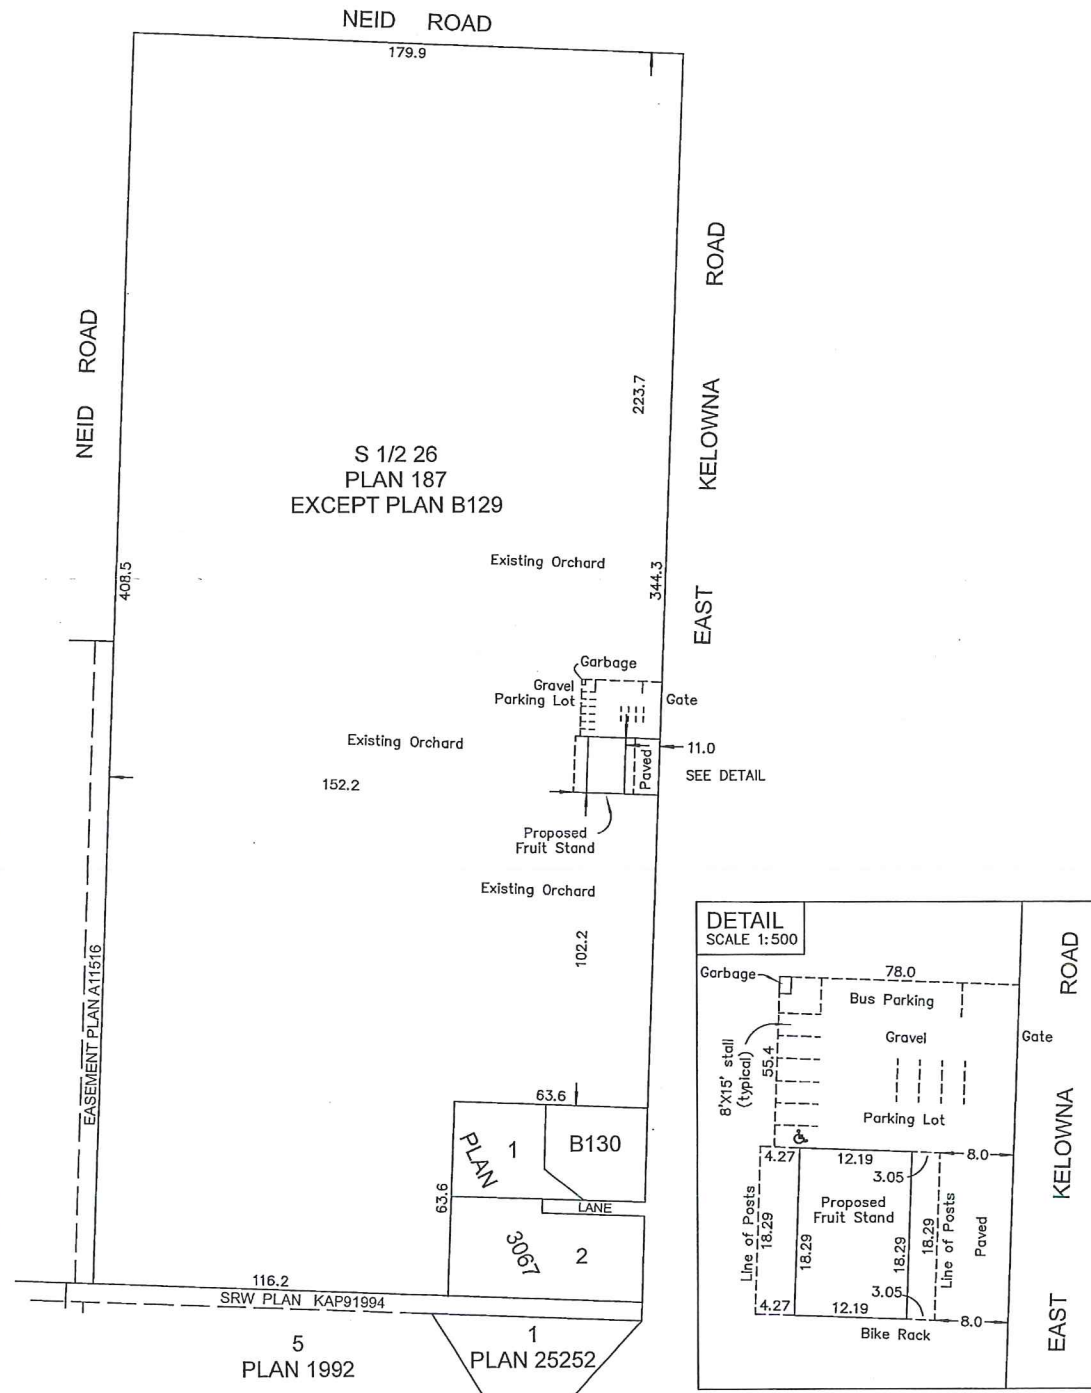 NEID ROAD
179.9
NEID ROAD
EAST KELOWNA ROAD
223.7
S 1/2 26
PLAN 187
EXCEPT PLAN B129
Existing Orchard
408.5
344.3
Garbage
Gravel
Parking Lot
Gate
Existing Orchard
11.0
Paved
SEE DETAIL
152.2
Proposed
Fruit Stand
Existing Orchard
102.2
EASEMENT PLAN A11516
63.6
PLAN
1
B130
63.6
LANE
3067
2
116.2
SRW PLAN KAP91994
5
PLAN 1992
1
PLAN 25252
DETAIL
SCALE 1:500
Garbage
78.0
Bus Parking
Gravel
Gate
8'X15' stall
(typical)
55.4
Parking Lot
4.27
12.19
3.05
8.0
Line of Posts
18.29
18.29
Proposed
Fruit Stand
18.29
18.29
Line of Posts
Paved
4.27
12.19
3.05
8.0
Bike Rack
EAST KELOWNA ROAD